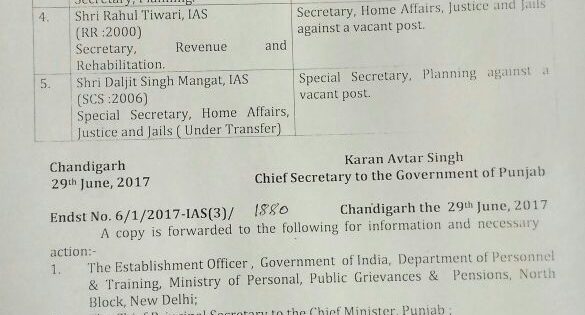 Secretary, Planning.
4. Shri Rahul Tiwari, IAS
(RR :2000)
Secretary, Revenue and
Rehabilitation.
Secretary, Home Affairs, Justice and Jails
against a vacant post.
5. Shri Daljit Singh Mangat, IAS
(SCS :2006)
Special Secretary, Home Affairs,
Justice and Jails ( Under Transfer)
Special Secretary, Planning against a
vacant post.
Chandigarh
29th June, 2017
Karan Avtar Singh
Chief Secretary to the Government of Punjab
Endst No. 6/1/2017-IAS(3)/ 1880 Chandigarh the 29th June, 2017
A copy is forwarded to the following for information and necessary
action:-
1. The Establishment Officer , Government of India, Department of Personnel
& Training, Ministry of Personal, Public Grievances & Pensions, North
Block, New Delhi;
Principal Secretary to the Chief Minister, Punjab ;